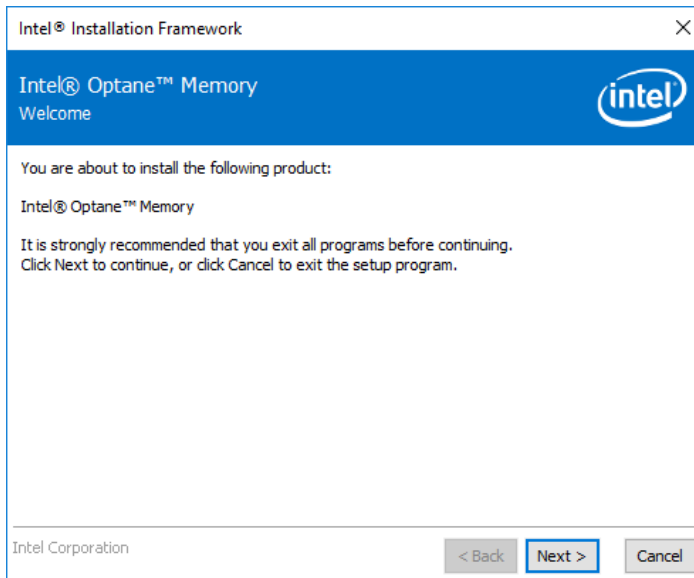 Intel® Installation Framework
Intel® Optane™ Memory
Welcome
intel
You are about to install the following product:
Intel® Optane™ Memory
It is strongly recommended that you exit all programs before continuing.
Click Next to continue, or click Cancel to exit the setup program.
Intel Corporation
< Back Next > Cancel